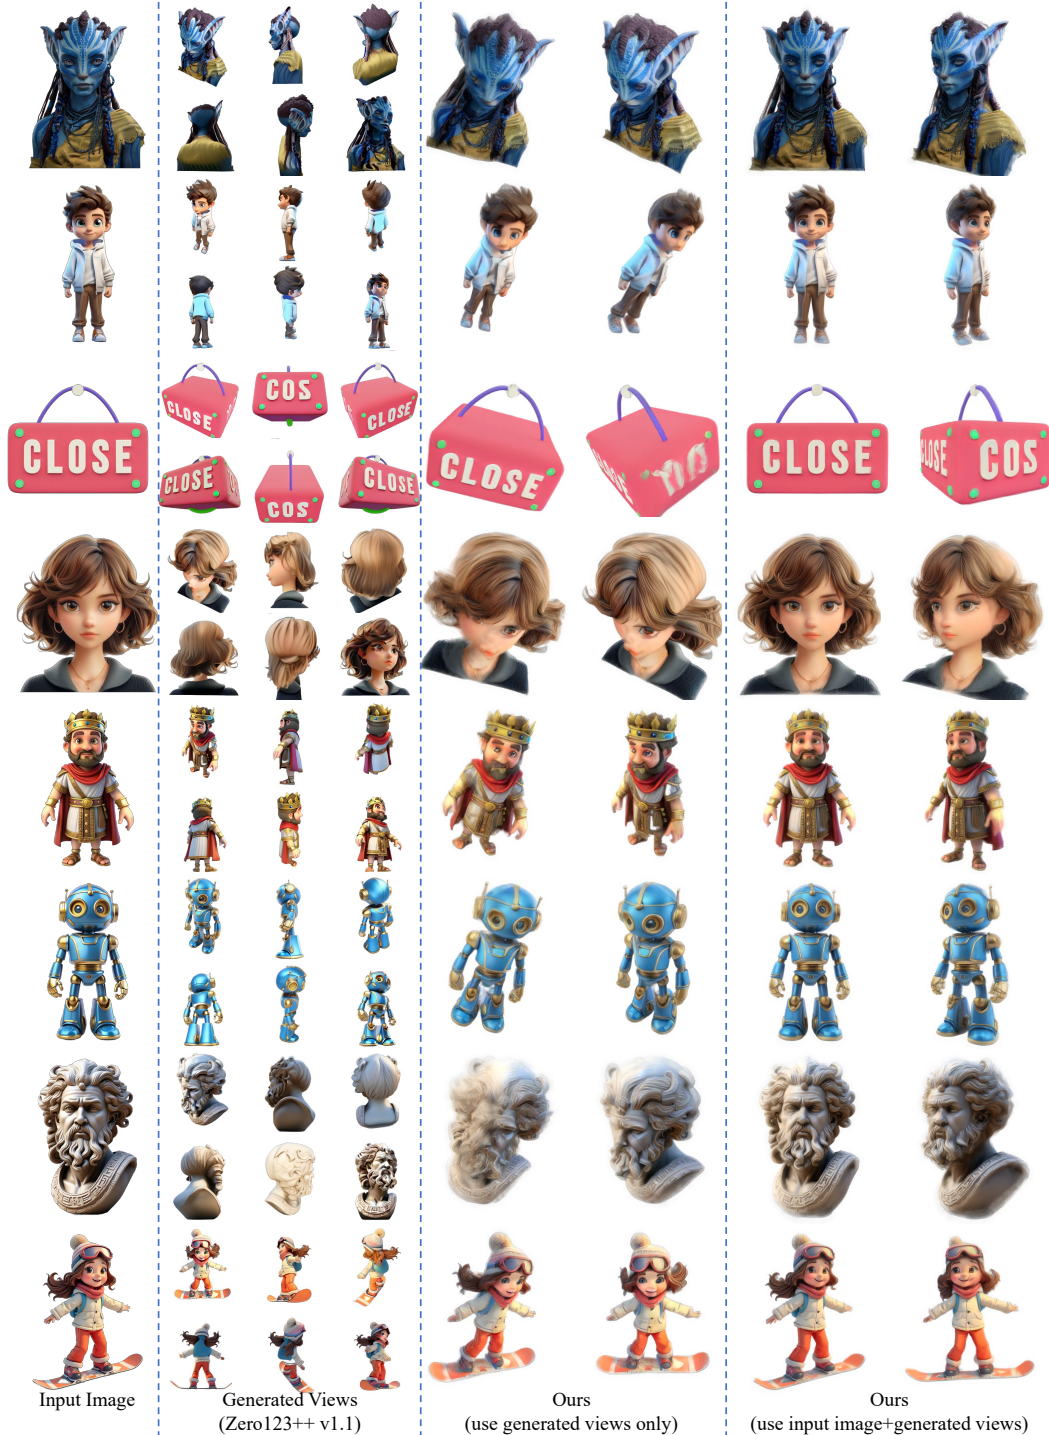 CLOSE
CLOSE
COS
CLOSE
CLOSE
COS
CLOSE
CLOSE
CLOSE
CLOSE
COS
Input Image
Generated Views
(Zero123++ v1.1)
Ours
(use generated views only)
Ours
(use input image+generated views)